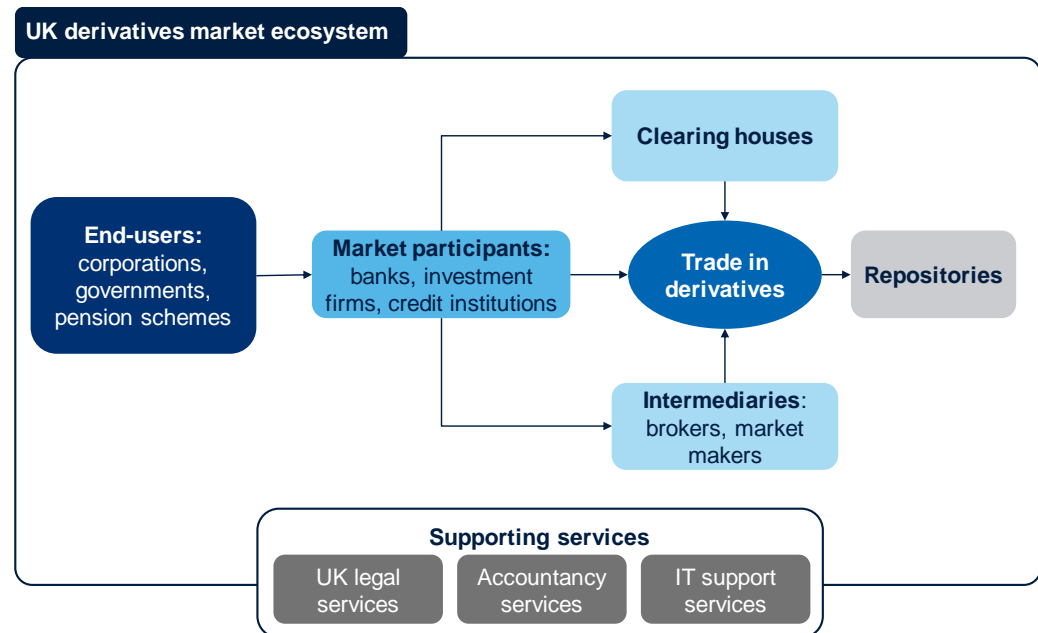 UK derivatives market ecosystem
Clearing houses
End-users:
corporations,
governments,
pension schemes
Market participants:
banks, investment
firms, credit institutions
Trade in
derivatives
Repositories
Intermediaries:
brokers, market
makers
Supporting services
UK legal
services
Accountancy
services
IT support
services